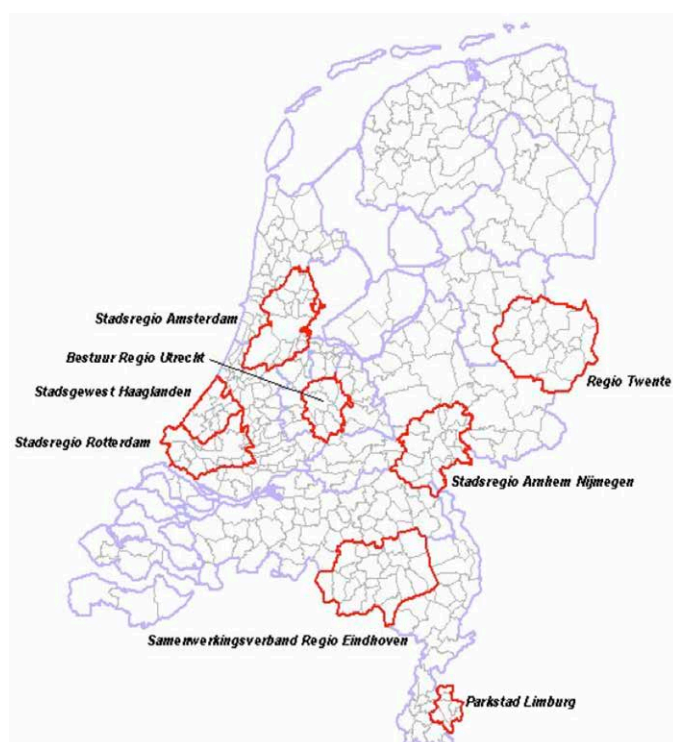 Stadsregio Amsterdam
Bestuur Regio Utrecht
Stadsgewest Haaglanden
Regio Twente
Stadsregio Rotterdam
Stadsregio Arnhem Nijmegen
Samenwerkingsverband Regio Eindhoven
Parkstad Limburg